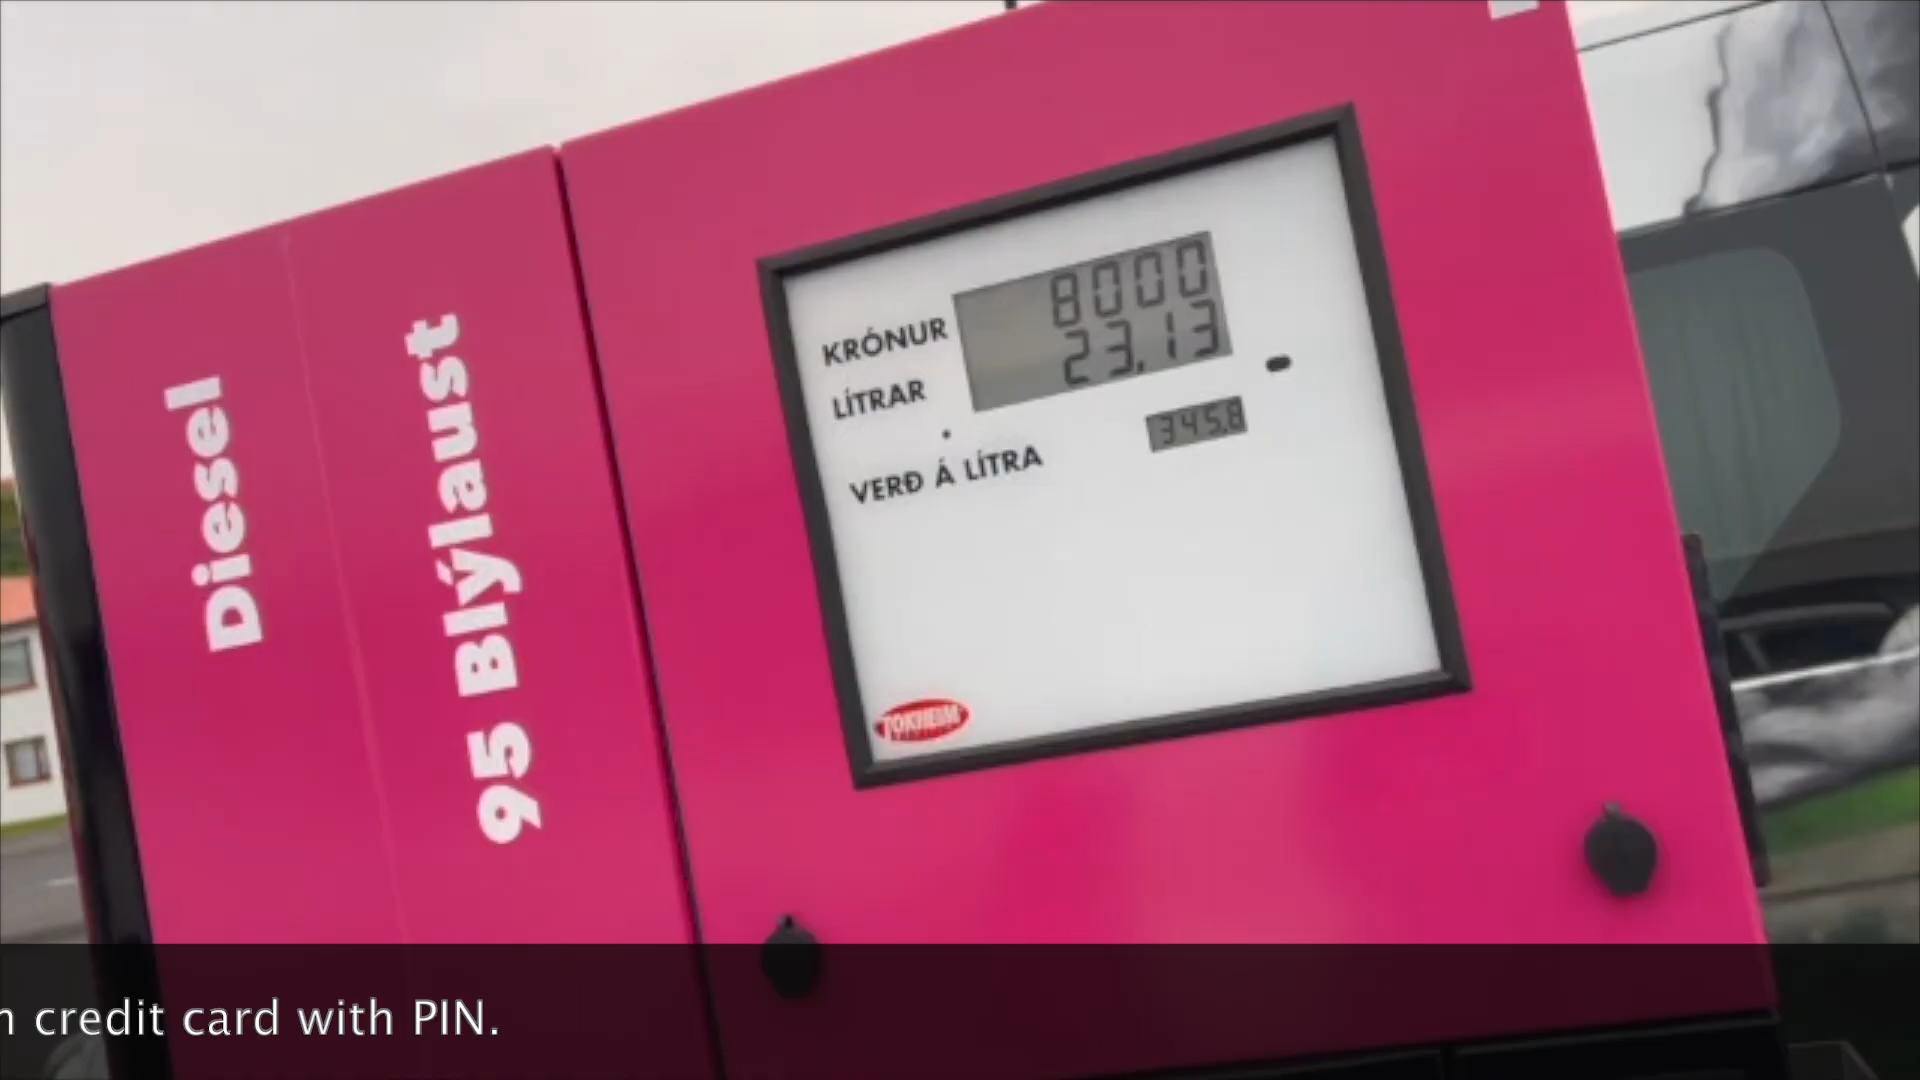 Diesel
95 Blýlaust
KRÓNUR 8000
LÍTRAR 23,13
VERÐ Á LÍTRA 345,8
TOKHEIM
credit card with PIN.